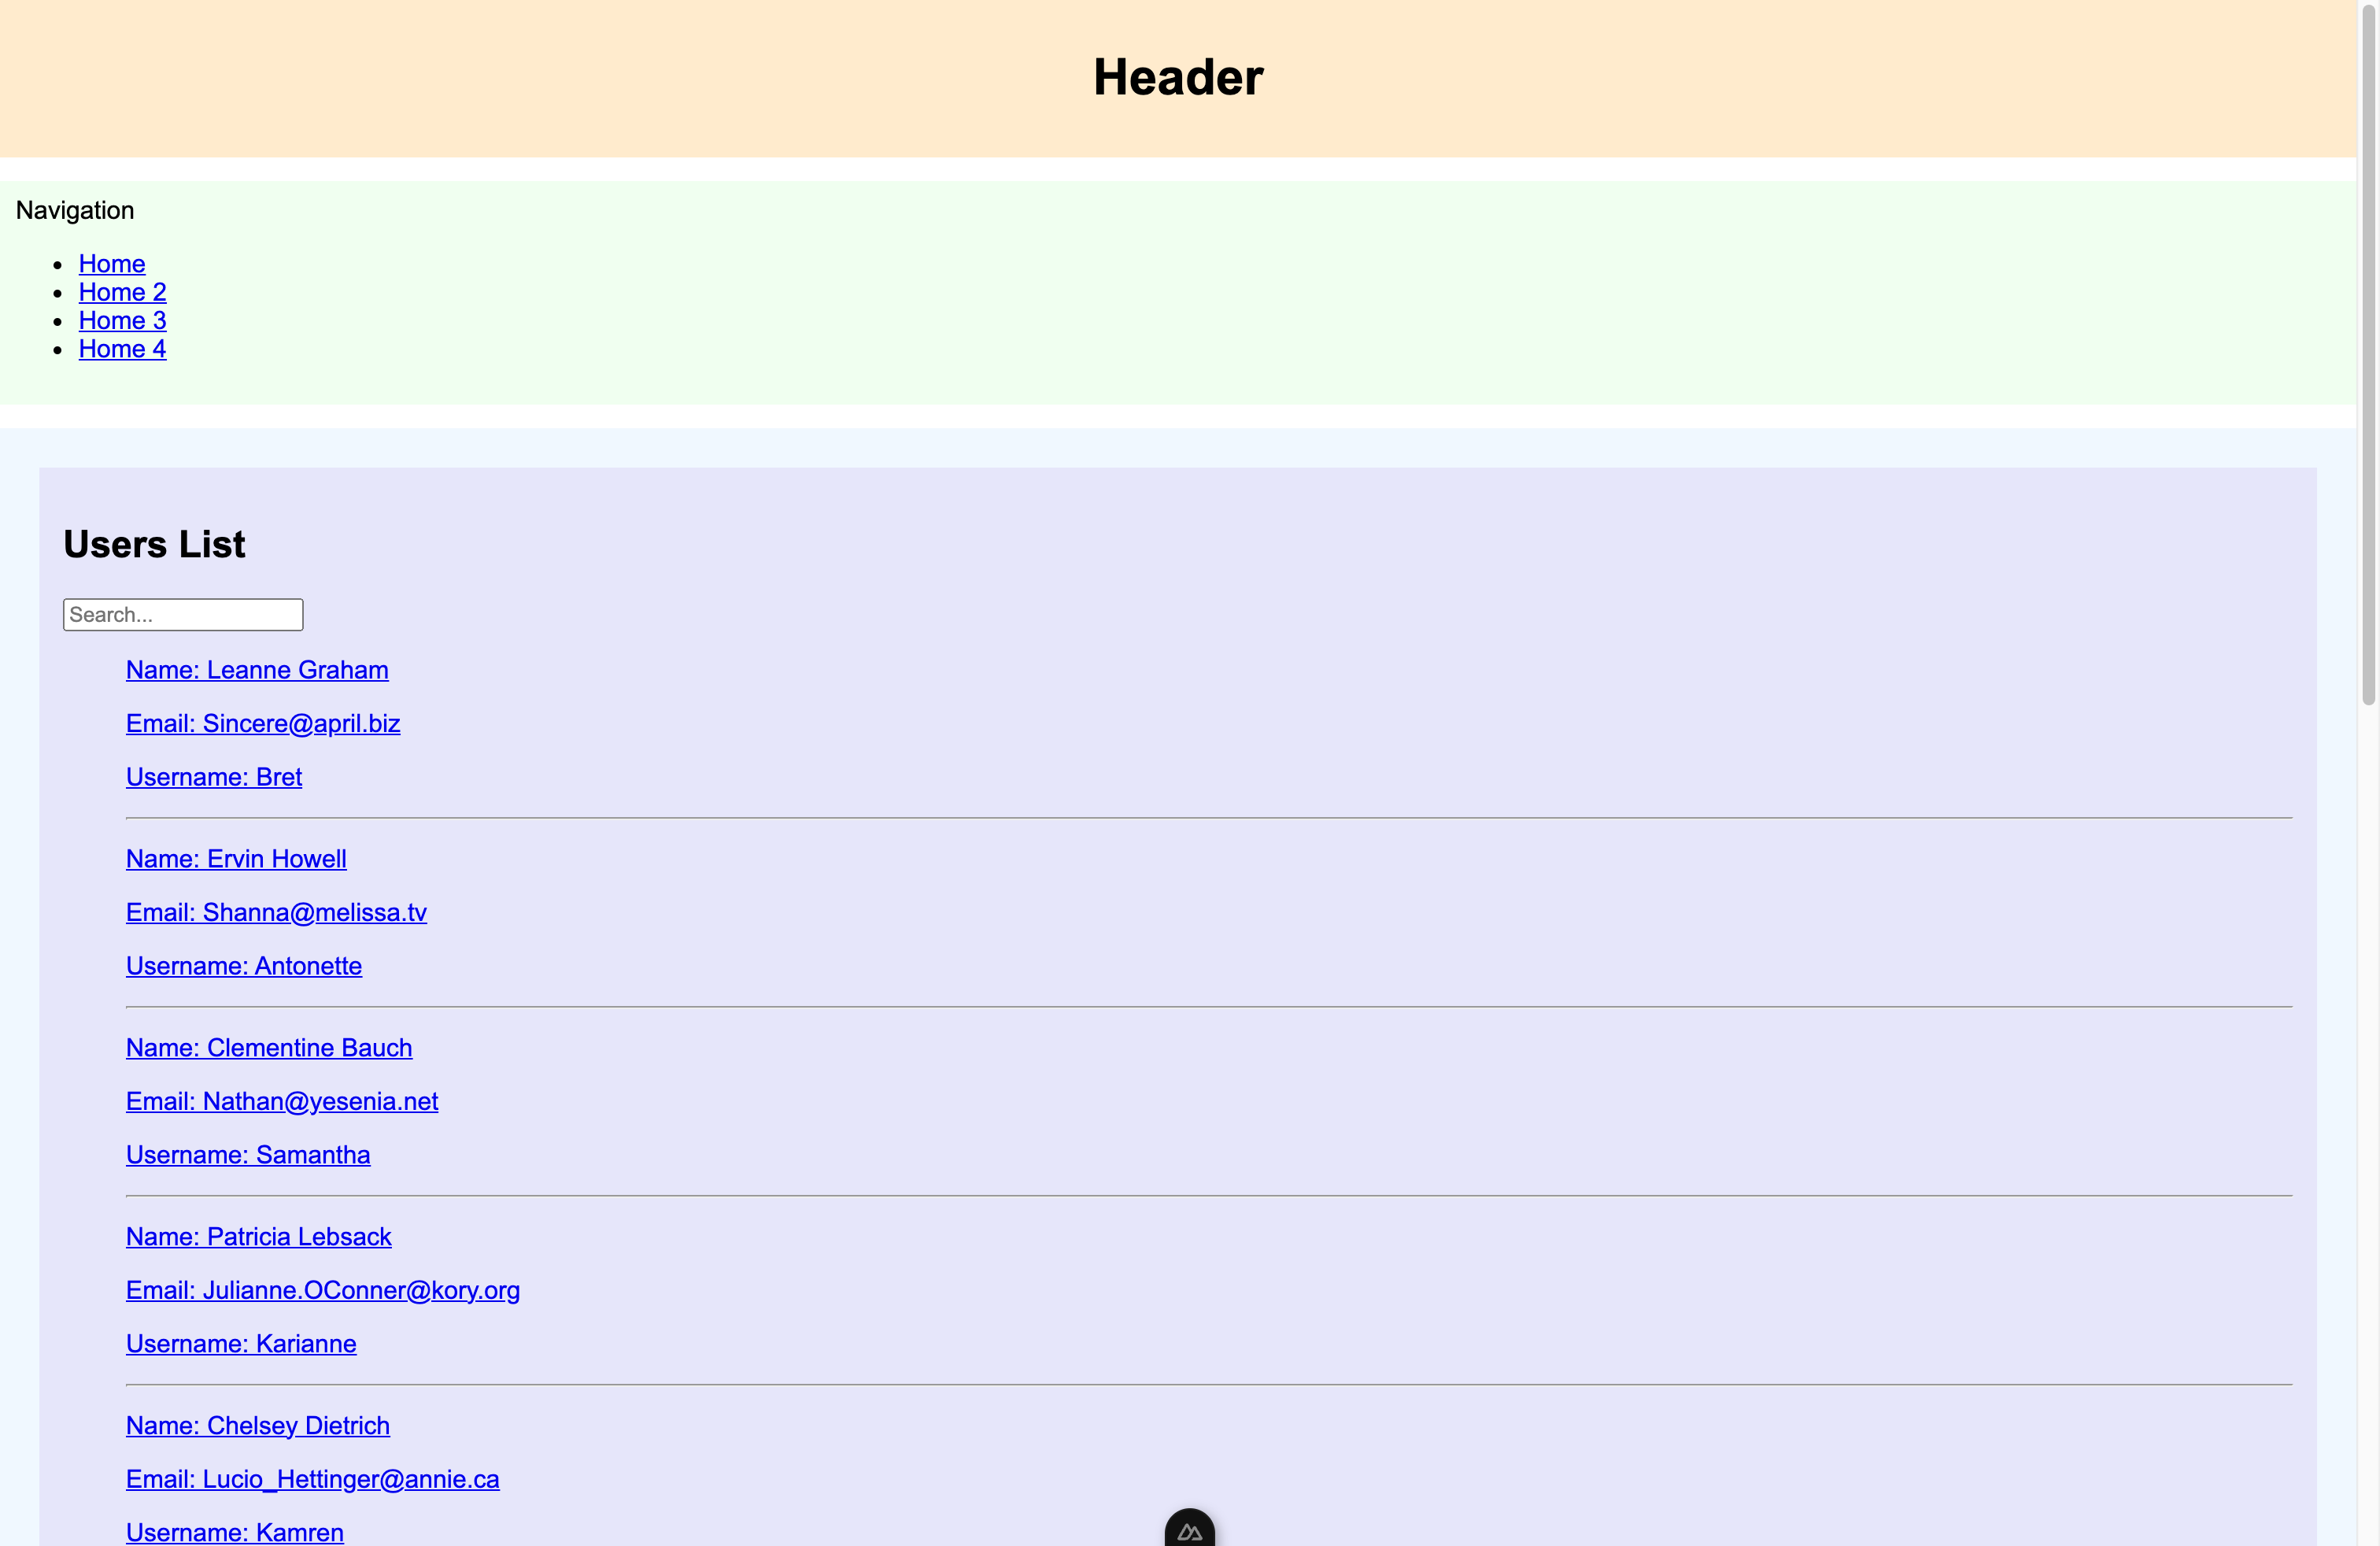 Header
Navigation
Home
Home 2
Home 3
Home 4
Users List
Search...
Name: Leanne Graham
Email: Sincere@april.biz
Username: Bret
Name: Ervin Howell
Email: Shanna@melissa.tv
Username: Antonette
Name: Clementine Bauch
Email: Nathan@yesenia.net
Username: Samantha
Name: Patricia Lebsack
Email: Julianne.OConner@kory.org
Username: Karianne
Name: Chelsey Dietrich
Email: Lucio_Hettinger@annie.ca
Username: Kamren